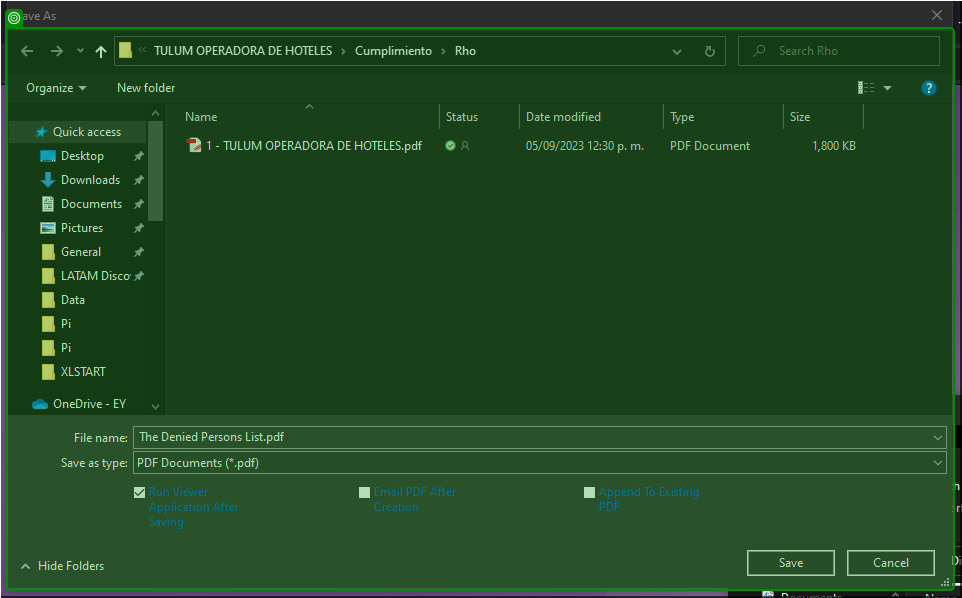 Save As
« TULUM OPERADORA DE HOTELES › Cumplimiento › Rho
Search Rho
Organize
New folder
?
Name
Status
Date modified
Type
Size
1 - TULUM OPERADORA DE HOTELES.pdf
05/09/2023 12:30 p. m.
PDF Document
1,800 KB
Quick access
Desktop
Downloads
Documents
Pictures
General
LATAM Disco
Data
Pi
Pi
XLSTART
OneDrive - EY
File name: The Denied Persons List.pdf
Save as type: PDF Documents (*.pdf)
Run Viewer
Application After
Saving
Email PDF After
Creation
Append To Existing
PDF
Hide Folders
Save
Cancel
Documents